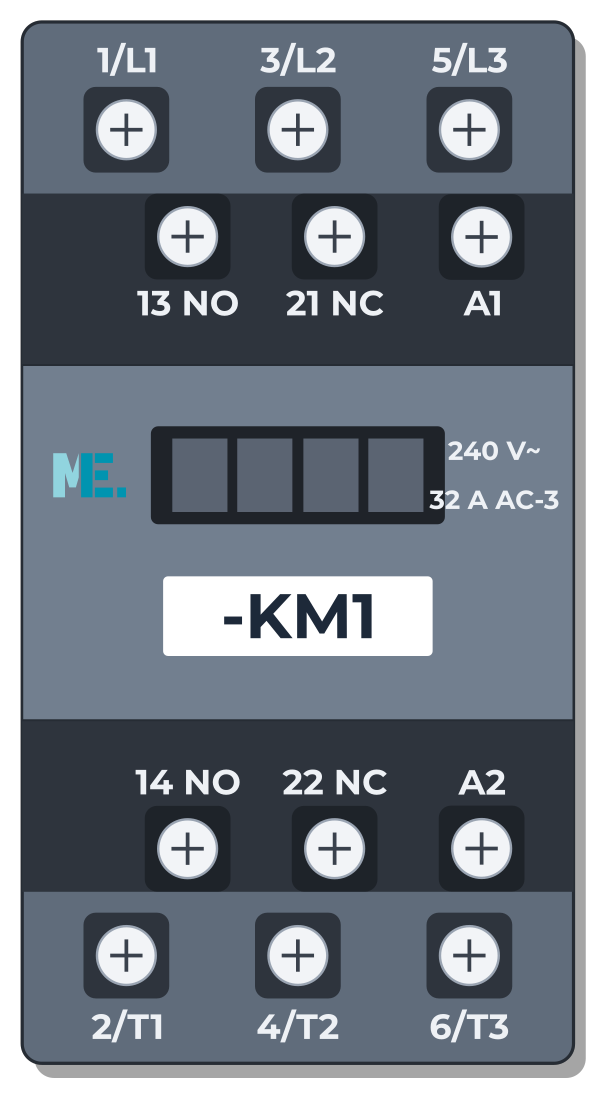 1/L1 3/L2 5/L3
13 NO 21 NC A1
ME.
240 V~
32 A AC-3
-KM1
14 NO 22 NC A2
2/T1 4/T2 6/T3